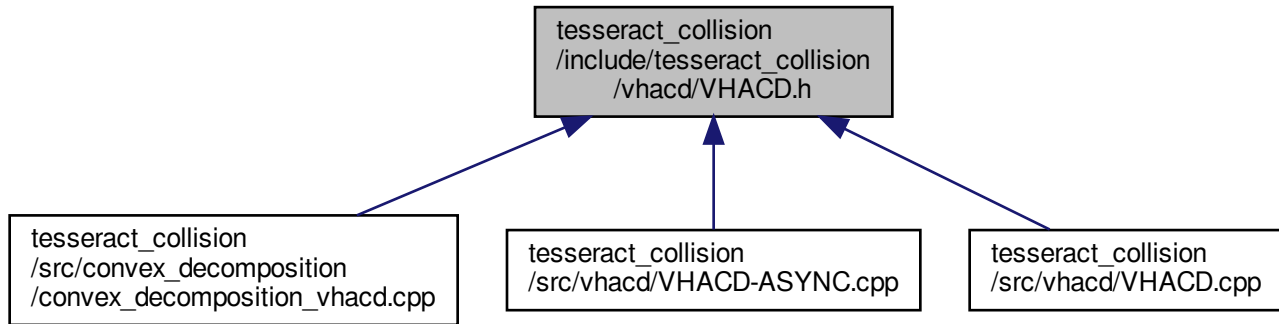 tesseract_collision
/include/tesseract_collision
/vhacd/VHACD.h
tesseract_collision
/src/convex_decomposition
/convex_decomposition_vhacd.cpp
tesseract_collision
/src/vhacd/VHACD-ASYNC.cpp
tesseract_collision
/src/vhacd/VHACD.cpp